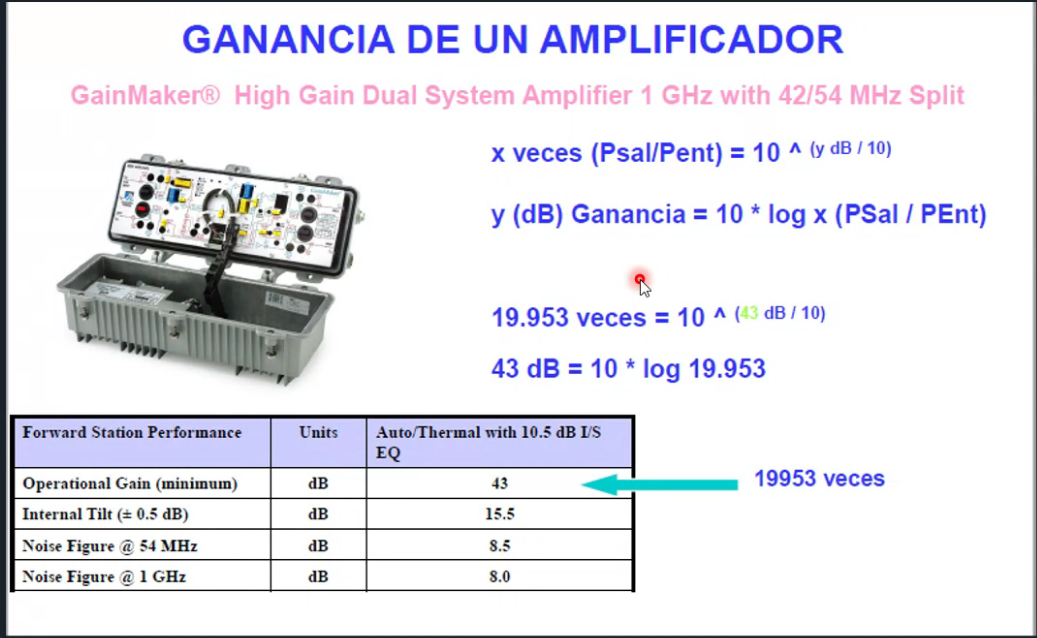 GANANCIA DE UN AMPLIFICADOR
GainMaker® High Gain Dual System Amplifier 1 GHz with 42/54 MHz Split
x veces (Psal/Pent) = 10 ^ (y dB / 10)
y (dB) Ganancia = 10 * log x (PSal / PEnt)
19.953 veces = 10 ^ (43 dB / 10)
43 dB = 10 * log 19.953
Forward Station Performance Units Auto/Thermal with 10.5 dB I/S
EQ
Operational Gain (minimum) dB 43
19953 veces
Internal Tilt (± 0.5 dB) dB 15.5
Noise Figure @ 54 MHz dB 8.5
Noise Figure @ 1 GHz dB 8.0